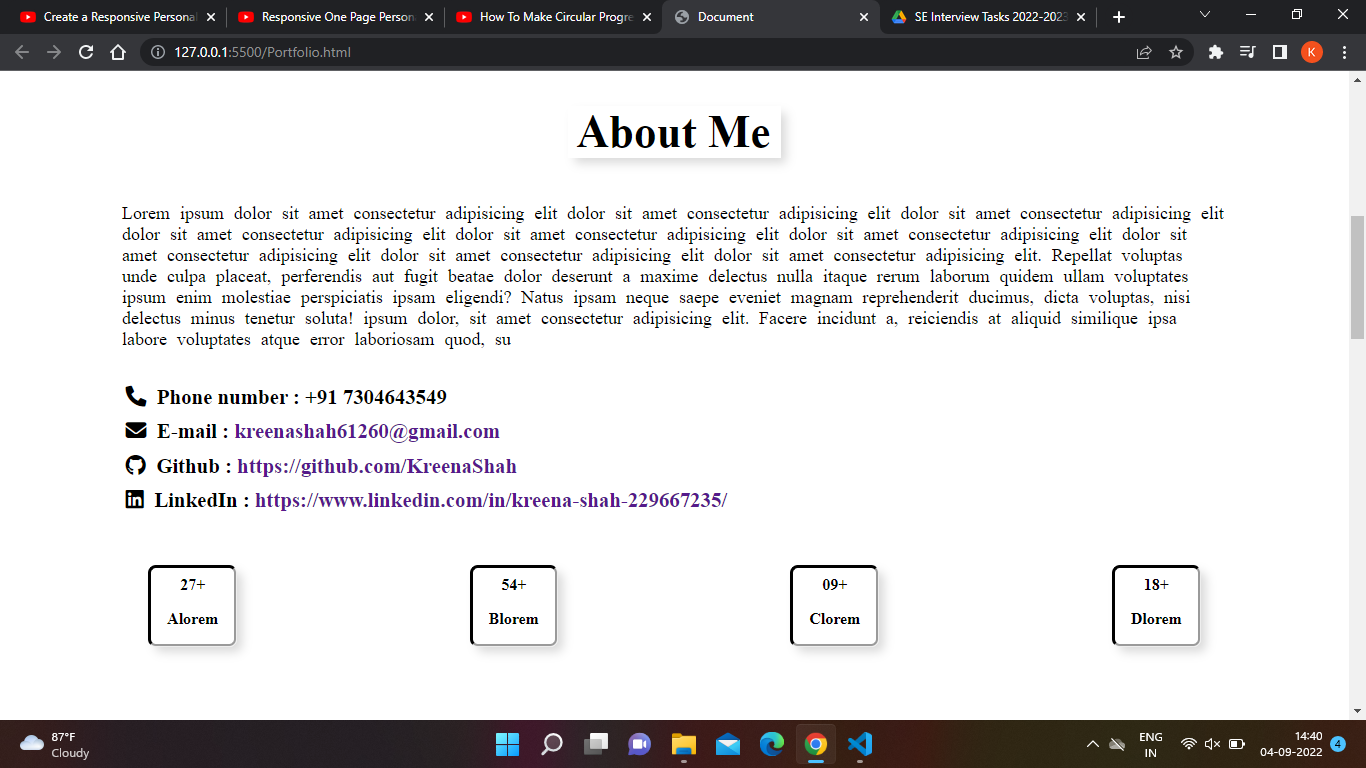 Create a Responsive Personal
Responsive One Page Person
How To Make Circular Progre
Document
SE Interview Tasks 2022-2023
127.0.0.1:5500/Portfolio.html
K
About Me
Lorem ipsum dolor sit amet consectetur adipisicing elit dolor sit amet consectetur adipisicing elit dolor sit amet consectetur adipisicing elit
dolor sit amet consectetur adipisicing elit dolor sit amet consectetur adipisicing elit dolor sit amet consectetur adipisicing elit dolor sit
amet consectetur adipisicing elit dolor sit amet consectetur adipisicing elit dolor sit amet consectetur adipisicing elit. Repellat voluptas
unde culpa placeat, perferendis aut fugit beatae dolor deserunt a maxime delectus nulla itaque rerum laborum quidem ullam voluptates
ipsum enim molestiae perspiciatis ipsam eligendi? Natus ipsam neque saepe eveniet magnam reprehenderit ducimus, dicta voluptas, nisi
delectus minus tenetur soluta! ipsum dolor, sit amet consectetur adipisicing elit. Facere incidunt a, reiciendis at aliquid similique ipsa
labore voluptates atque error laboriosam quod, su
Phone number : +91 7304643549
E-mail : kreenashah61260@gmail.com
Github : https://github.com/KreenaShah
LinkedIn : https://www.linkedin.com/in/kreena-shah-229667235/
27+
Alorem
54+
Blorem
09+
Clorem
18+
Dlorem
87°F
Cloudy
ENG
IN
14:40
04-09-2022
4